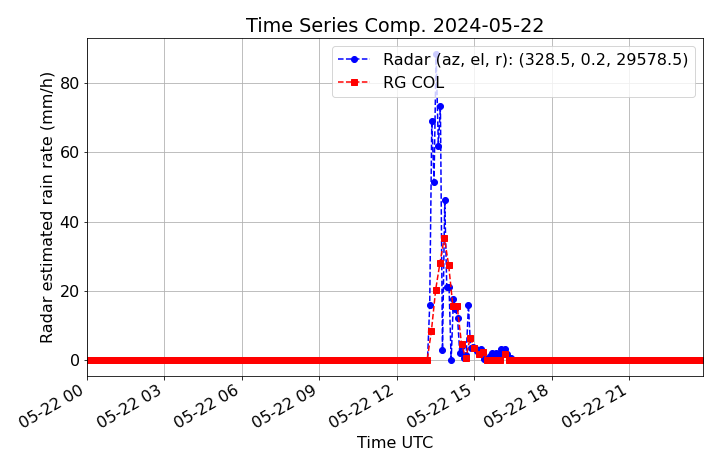 Time Series Comp. 2024-05-22
Radar (az, el, r): (328.5, 0.2, 29578.5)
RG COL
Radar estimated rain rate (mm/h)
80
60
40
20
0
05-22 00
05-22 03
05-22 06
05-22 09
05-22 12
05-22 15
05-22 18
05-22 21
Time UTC